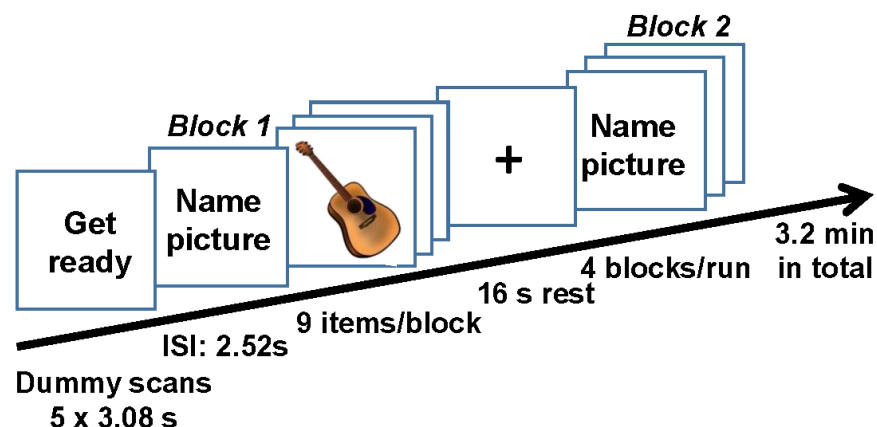 Block 2
Block 1
Get
ready
Name
picture
+
Name
picture
3.2 min
in total
4 blocks/run
16 s rest
9 items/block
ISI: 2.52s
Dummy scans
5 x 3.08 s